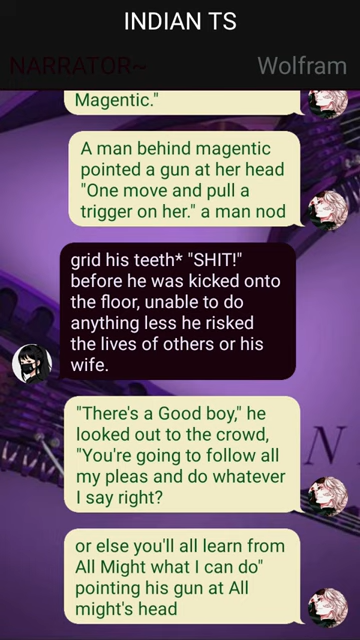 INDIAN TS
NARRATOR~
Wolfram
Magentic."
A man behind magentic
pointed a gun at her head
"One move and pull a
trigger on her." a man nod
grid his teeth* "SHIT!"
before he was kicked onto
the floor, unable to do
anything less he risked
the lives of others or his
wife.
"There's a Good boy," he
looked out to the crowd,
"You're going to follow all
my pleas and do whatever
I say right?
N
or else you'll all learn from
All Might what I can do"
pointing his gun at All
might's head